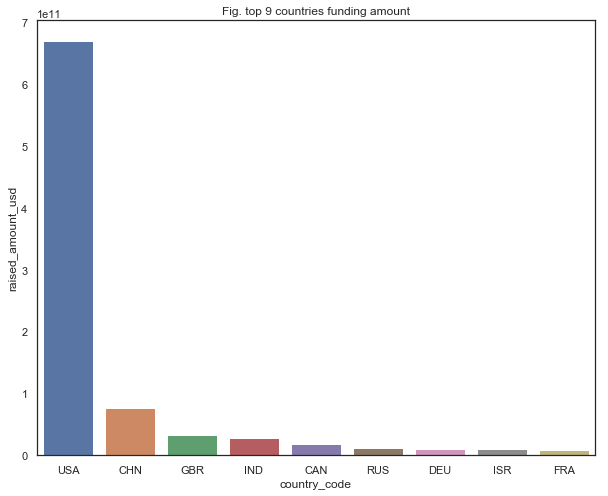 Fig. top 9 countries funding amount
1e11
7
6
5
4
3
2
1
0
raised_amount_usd
USA CHN GBR IND CAN RUS DEU ISR FRA
country_code